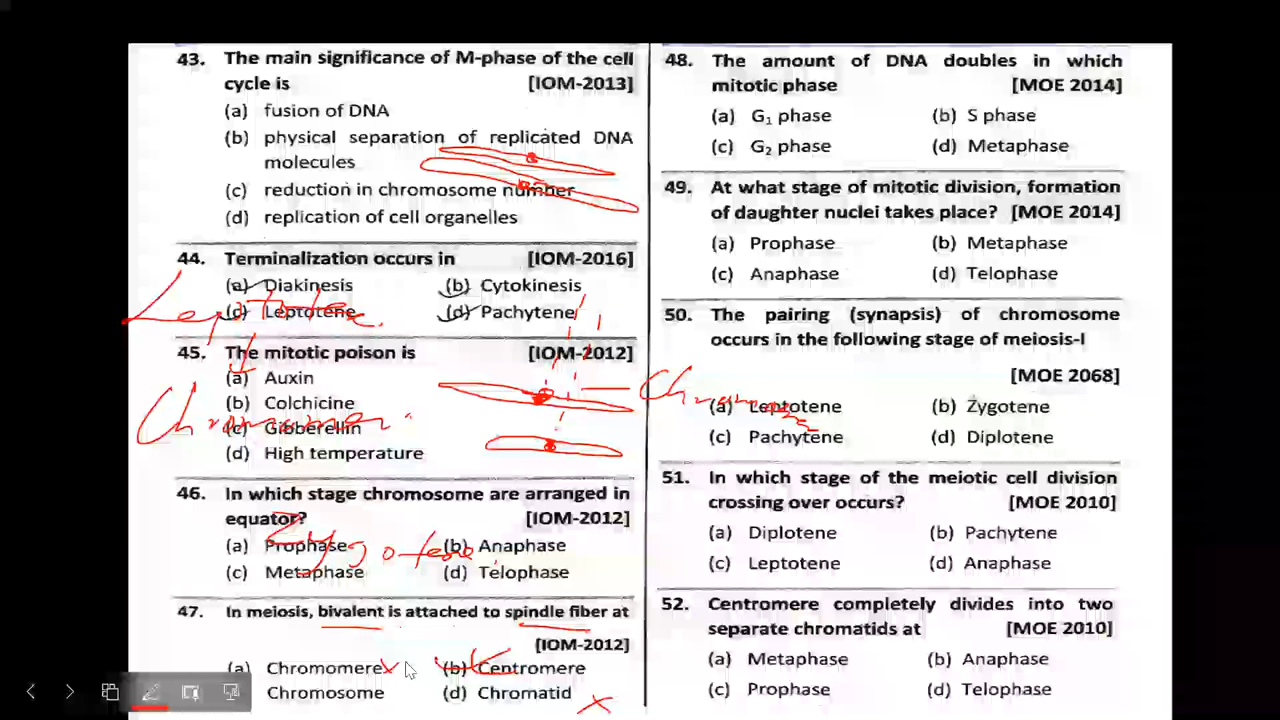 43. The main significance of M-phase of the cell
cycle is [IOM-2013]
(a) fusion of DNA
(b) physical separation of replicated DNA
molecules
(c) reduction in chromosome number
(d) replication of cell organelles
44. Terminalization occurs in [IOM-2016]
(a) Diakinesis (b) Cytokinesis
(c) Leptotene (d) Pachytene
Leptotene
45. The mitotic poison is [IOM-2012]
(a) Auxin
(b) Colchicine
(c) Gibberellin
(d) High temperature
Chromomer
46. In which stage chromosome are arranged in
equator? [IOM-2012]
(a) Prophase (b) Anaphase
(c) Metaphase (d) Telophase
Zygotene
47. In meiosis, bivalent is attached to spindle fiber at
[IOM-2012]
(a) Chromomere (b) Centromere
Chromosome (d) Chromatid
48. The amount of DNA doubles in which
mitotic phase [MOE 2014]
(a) G₁ phase (b) S phase
(c) G₂ phase (d) Metaphase
49. At what stage of mitotic division, formation
of daughter nuclei takes place? [MOE 2014]
(a) Prophase (b) Metaphase
(c) Anaphase (d) Telophase
50. The pairing (synapsis) of chromosome
occurs in the following stage of meiosis-I
[MOE 2068]
(a) Leptotene (b) Zygotene
(c) Pachytene (d) Diplotene
51. In which stage of the meiotic cell division
crossing over occurs? [MOE 2010]
(a) Diplotene (b) Pachytene
(c) Leptotene (d) Anaphase
52. Centromere completely divides into two
separate chromatids at [MOE 2010]
(a) Metaphase (b) Anaphase
(c) Prophase (d) Telophase